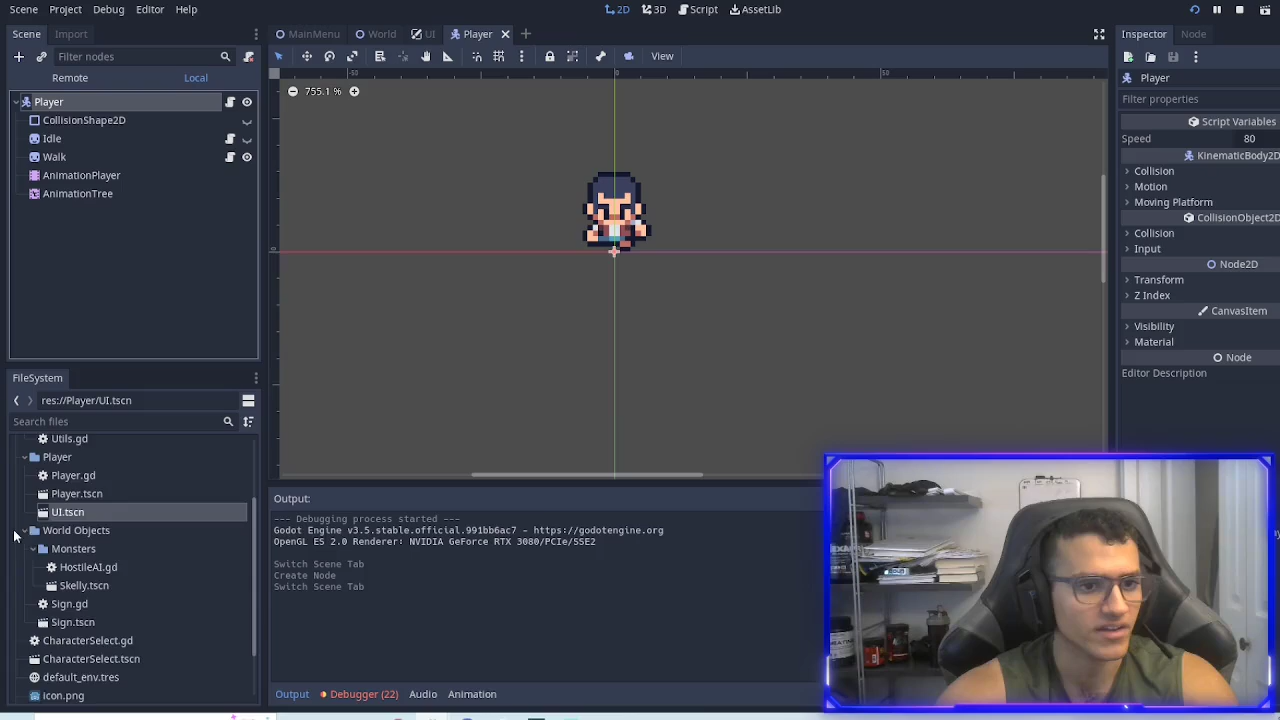 Scene Project Debug Editor Help 2D 3D Script AssetLib
Scene Import MainMenu World UI Player Inspector Node
Filter nodes View
Remote Local Player
755.1 % Filter properties
-50 0 50
Player Script Variables
CollisionShape2D Speed 80
Idle KinematicBody2D
Walk Collision
AnimationPlayer Motion
AnimationTree Moving Platform
CollisionObject2D
Collision
Input
Node2D
Transform
Z Index
CanvasItem
Visibility
Material
Node
Editor Description
FileSystem
res://Player/UI.tscn
Search files
Utils.gd
Player
Player.gd
Player.tscn
UI.tscn
World Objects
Monsters
HostileAI.gd
Skelly.tscn
Sign.gd
Sign.tscn
CharacterSelect.gd
CharacterSelect.tscn
default_env.tres
icon.png
Output:
--- Debugging process started ---
Godot Engine v3.5.stable.official.991bb6ac7 - https://godotengine.org
OpenGL ES 2.0 Renderer: NVIDIA GeForce RTX 3080/PCIe/SSE2
Switch Scene Tab
Create Node
Switch Scene Tab
Output Debugger (22) Audio Animation